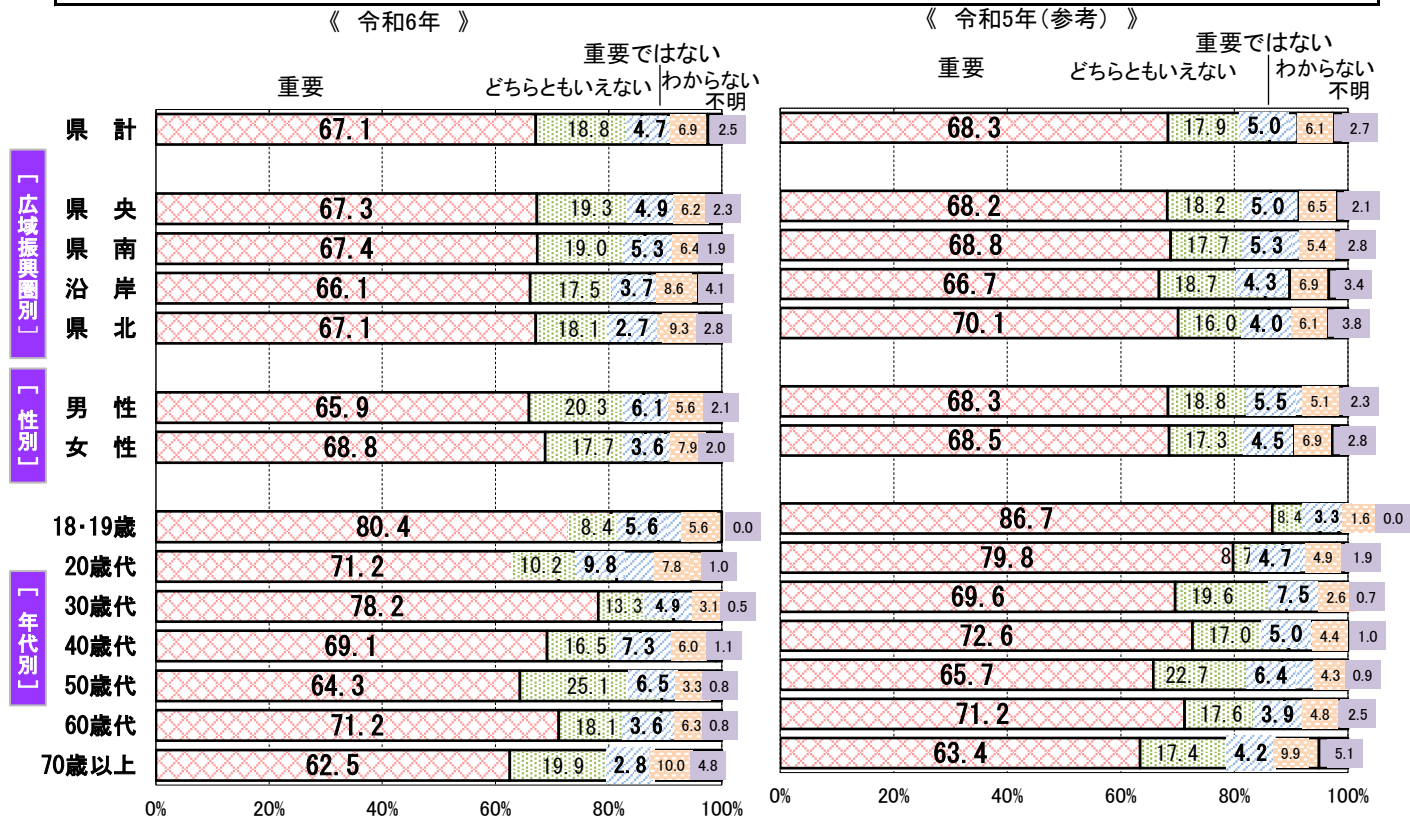 《 令和6年 》
《 令和5年(参考) 》
重要 どちらともいえない 重要ではない わからない 不明
重要 どちらともいえない 重要ではない わからない 不明
県 計 67.1 18.8 4.7 6.9 2.5 68.3 17.9 5.0 6.1 2.7
[広域振興圏別]
県 央 67.3 19.3 4.9 6.2 2.3 68.2 18.2 5.0 6.5 2.1
県 南 67.4 19.0 5.3 6.4 1.9 68.8 17.7 5.3 5.4 2.8
沿 岸 66.1 17.5 3.7 8.6 4.1 66.7 18.7 4.3 6.9 3.4
県 北 67.1 18.1 2.7 9.3 2.8 70.1 16.0 4.0 6.1 3.8
[性別]
男 性 65.9 20.3 6.1 5.6 2.1 68.3 18.8 5.5 5.1 2.3
女 性 68.8 17.7 3.6 7.9 2.0 68.5 17.3 4.5 6.9 2.8
[年代別]
18・19歳 80.4 8.4 5.6 5.6 0.0 86.7 8.4 3.3 1.6 0.0
20歳代 71.2 10.2 9.8 7.8 1.0 79.8 8.7 4.7 4.9 1.9
30歳代 78.2 13.3 4.9 3.1 0.5 69.6 19.6 7.5 2.6 0.7
40歳代 69.1 16.5 7.3 6.0 1.1 72.6 17.0 5.0 4.4 1.0
50歳代 64.3 25.1 6.5 3.3 0.8 65.7 22.7 6.4 4.3 0.9
60歳代 71.2 18.1 3.6 6.3 0.8 71.2 17.6 3.9 4.8 2.5
70歳以上 62.5 19.9 2.8 10.0 4.8 63.4 17.4 4.2 9.9 5.1
0% 20% 40% 60% 80% 100% 0% 20% 40% 60% 80% 100%